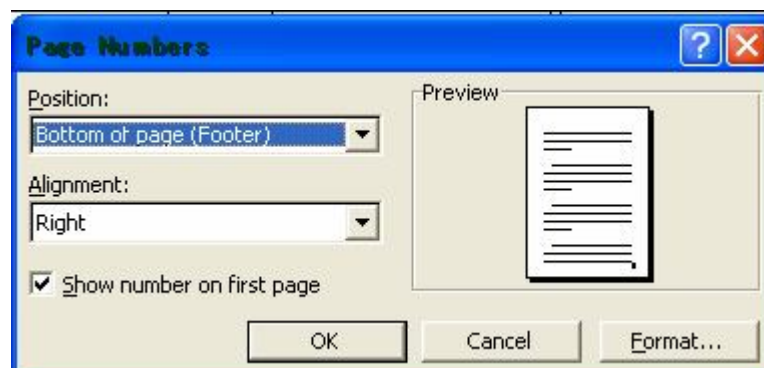 Page Numbers
Position:
Preview
Bottom of page (Footer)
Alignment:
Right
Show number on first page
OK
Cancel
Format...